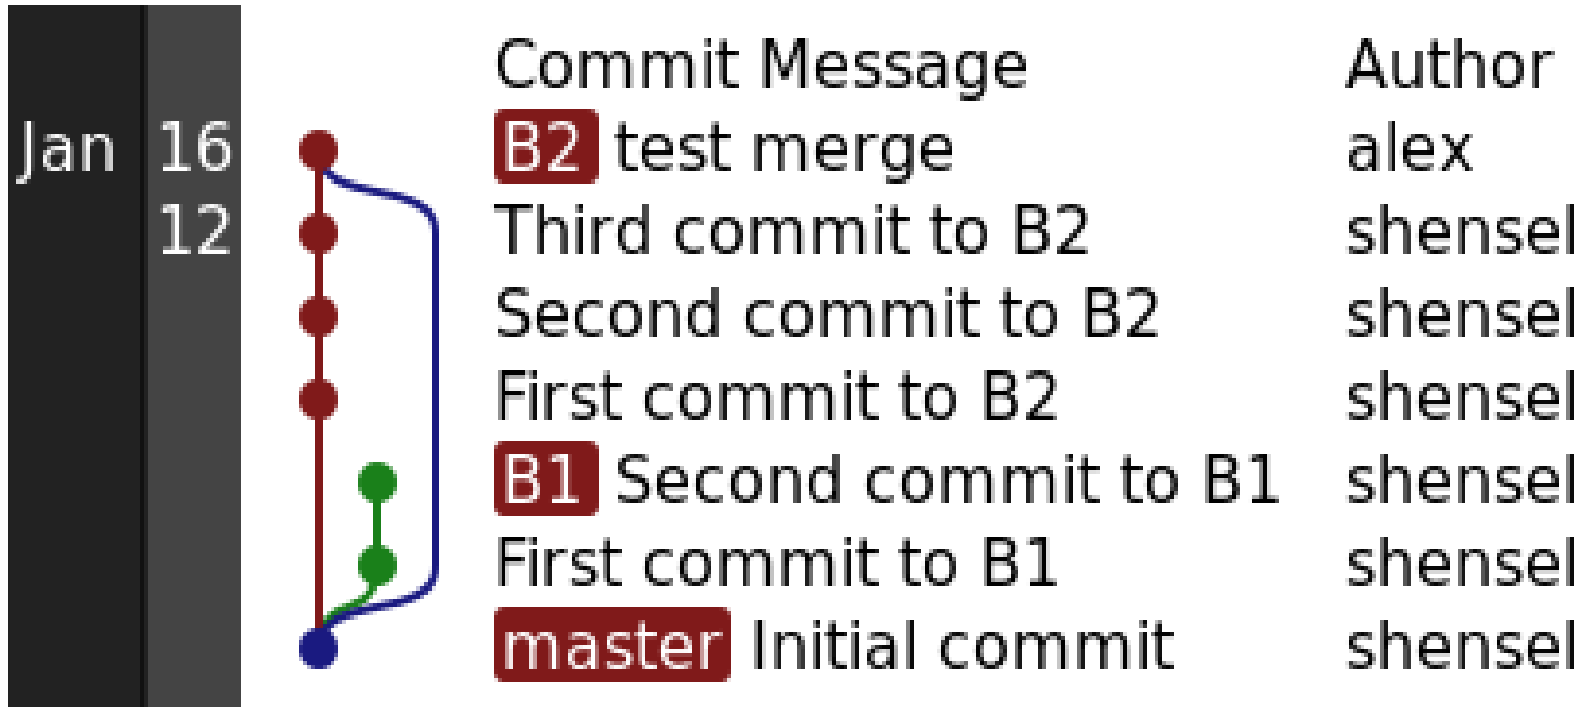 Commit Message Author
Jan 16 B2 test merge alex
12 Third commit to B2 shensel
Second commit to B2 shensel
First commit to B2 shensel
B1 Second commit to B1 shensel
First commit to B1 shensel
master Initial commit shensel